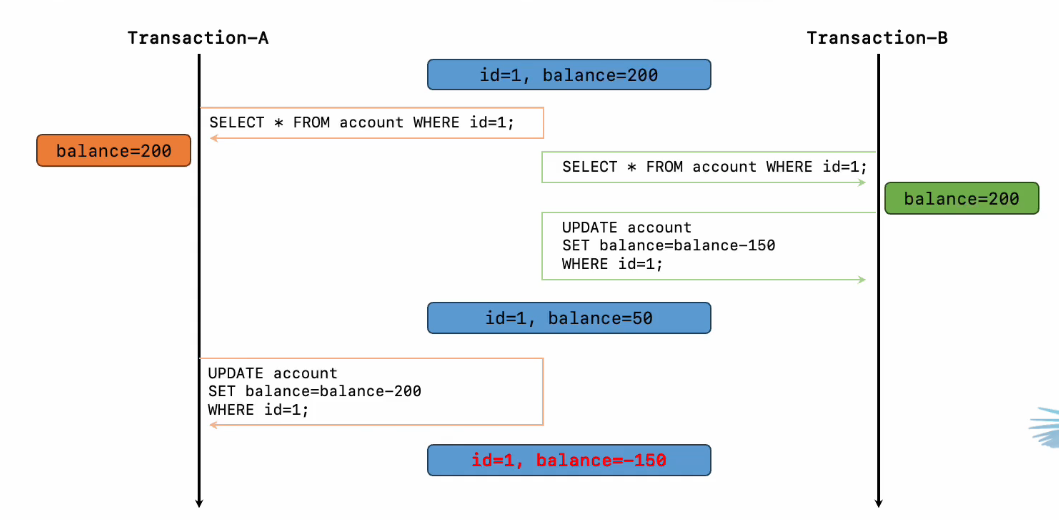 Transaction-A
Transaction-B
id=1, balance=200
SELECT * FROM account WHERE id=1;
balance=200
SELECT * FROM account WHERE id=1;
balance=200
UPDATE account
SET balance=balance-150
WHERE id=1;
id=1, balance=50
UPDATE account
SET balance=balance-200
WHERE id=1;
id=1, balance=-150